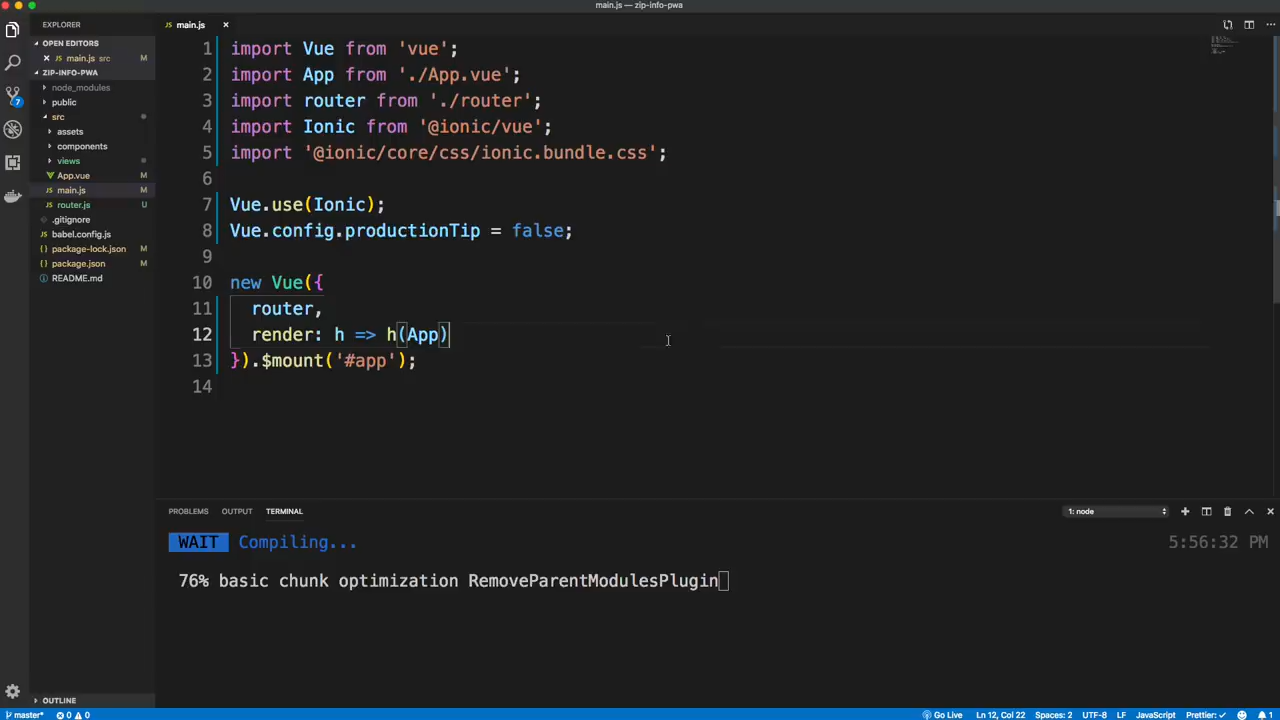 main.js — zip-info-pwa
EXPLORER
OPEN EDITORS
main.js src M
ZIP-INFO-PWA
node_modules
public
src
assets
components
views
App.vue M
main.js M
router.js U
.gitignore
babel.config.js
package-lock.json M
package.json M
README.md
OUTLINE
7
JS main.js ×
1 import Vue from 'vue';
2 import App from './App.vue';
3 import router from './router';
4 import Ionic from '@ionic/vue';
5 import '@ionic/core/css/ionic.bundle.css';
6
7 Vue.use(Ionic);
8 Vue.config.productionTip = false;
9
10 new Vue({
11 router,
12 render: h => h(App)
13 }).$mount('#app');
14
PROBLEMS OUTPUT TERMINAL 1: node
WAIT Compiling... 5:56:32 PM
76% basic chunk optimization RemoveParentModulesPlugin
master* 0 0 Go Live Ln 12, Col 22 Spaces: 2 UTF-8 LF JavaScript Prettier: ✓ 1